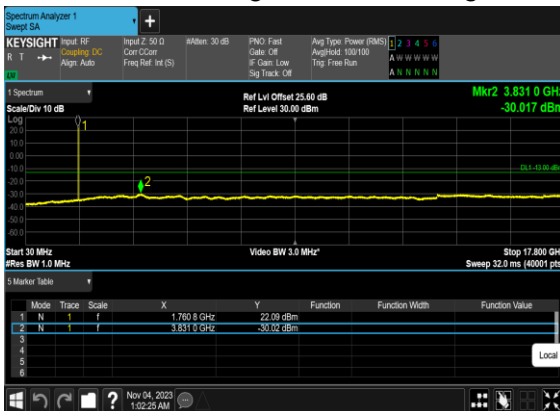 Spectrum Analyzer 1
Swept SA
KEYSIGHT
R T
LV
Input: RF
Coupling: DC
Align: Auto
Input Z: 50 Ω
Corr CCorr
Freq Ref: Int (S)
#Atten: 30 dB
PNO: Fast
Gate: Off
IF Gain: Low
Sig Track: Off
Avg Type: Power (RMS)
Avg|Hold: 100/100
Trig: Free Run
1 2 3 4 5 6
A W W W W W
A N N N N N
1 Spectrum
Scale/Div 10 dB
Ref Lvl Offset 25.60 dB
Ref Level 30.00 dBm
Mkr2 3.831 0 GHz
-30.017 dBm
Log
20.0
10.0
0.00
-10.0
-20.0
-30.0
-40.0
-50.0
-60.0
1
2
DL1 -13.00 dBm
Start 30 MHz
#Res BW 1.0 MHz
Video BW 3.0 MHz*
Stop 17.800 GH
Sweep 32.0 ms (40001 pts
5 Marker Table
Mode Trace Scale X Y Function Function Width Function Value
1 N 1 f 1.760 8 GHz 22.09 dBm
2 N 1 f 3.831 0 GHz -30.02 dBm
3
4
5
6
Local
?
Nov 04, 2023
1:02:25 AM